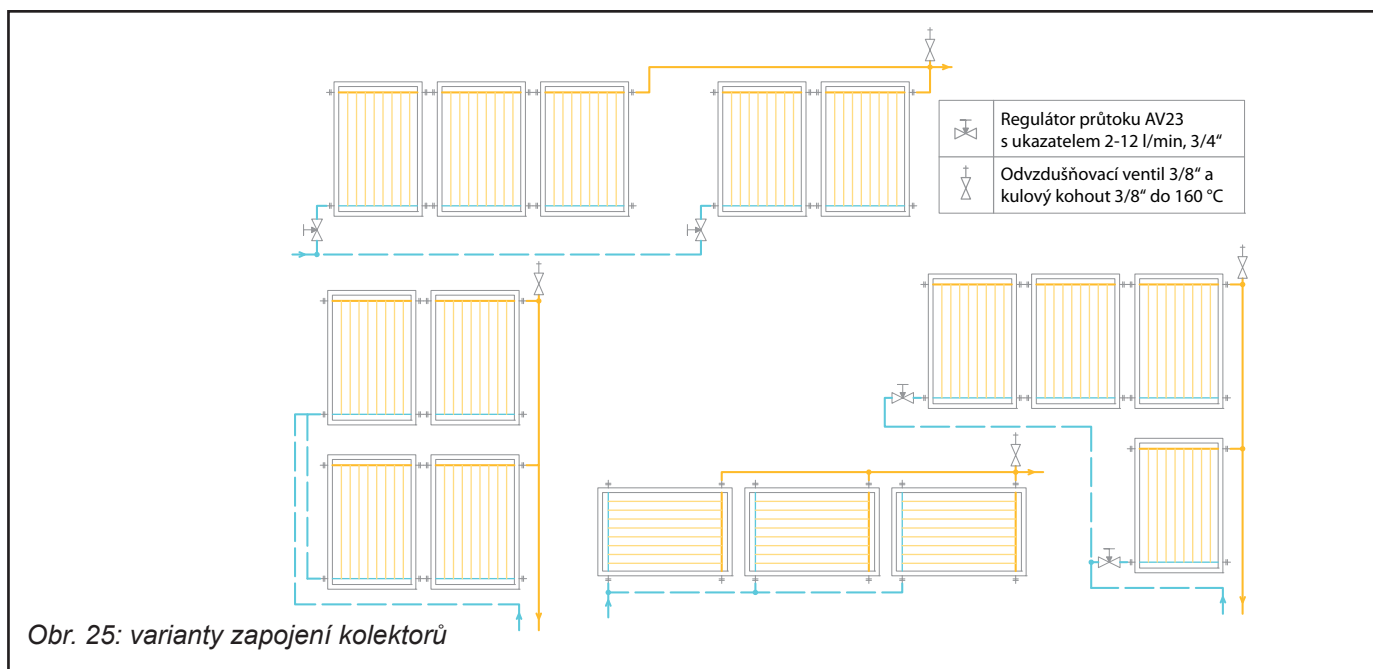 Regulátor průtoku AV23
s ukazatelem 2-12 l/min, 3/4“
Odvzdušňovací ventil 3/8“ a
kulový kohout 3/8“ do 160 °C
Obr. 25: varianty zapojení kolektorů